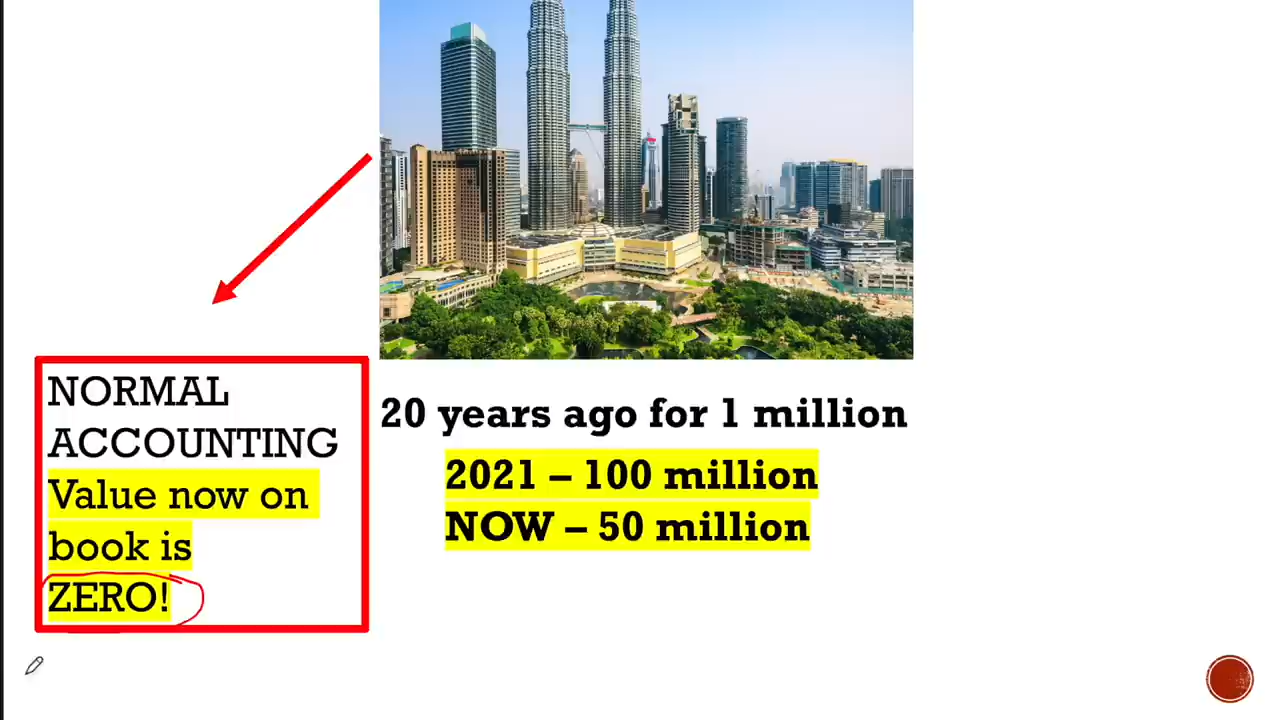 20 years ago for 1 million
2021 – 100 million
NOW – 50 million
NORMAL
ACCOUNTING
Value now on
book is
ZERO!